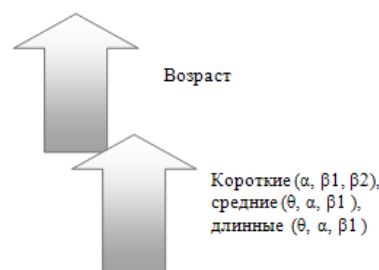 Возраст
Короткие (α, β1, β2),
средние (θ, α, β1 ),
длинные (θ, α, β1 )